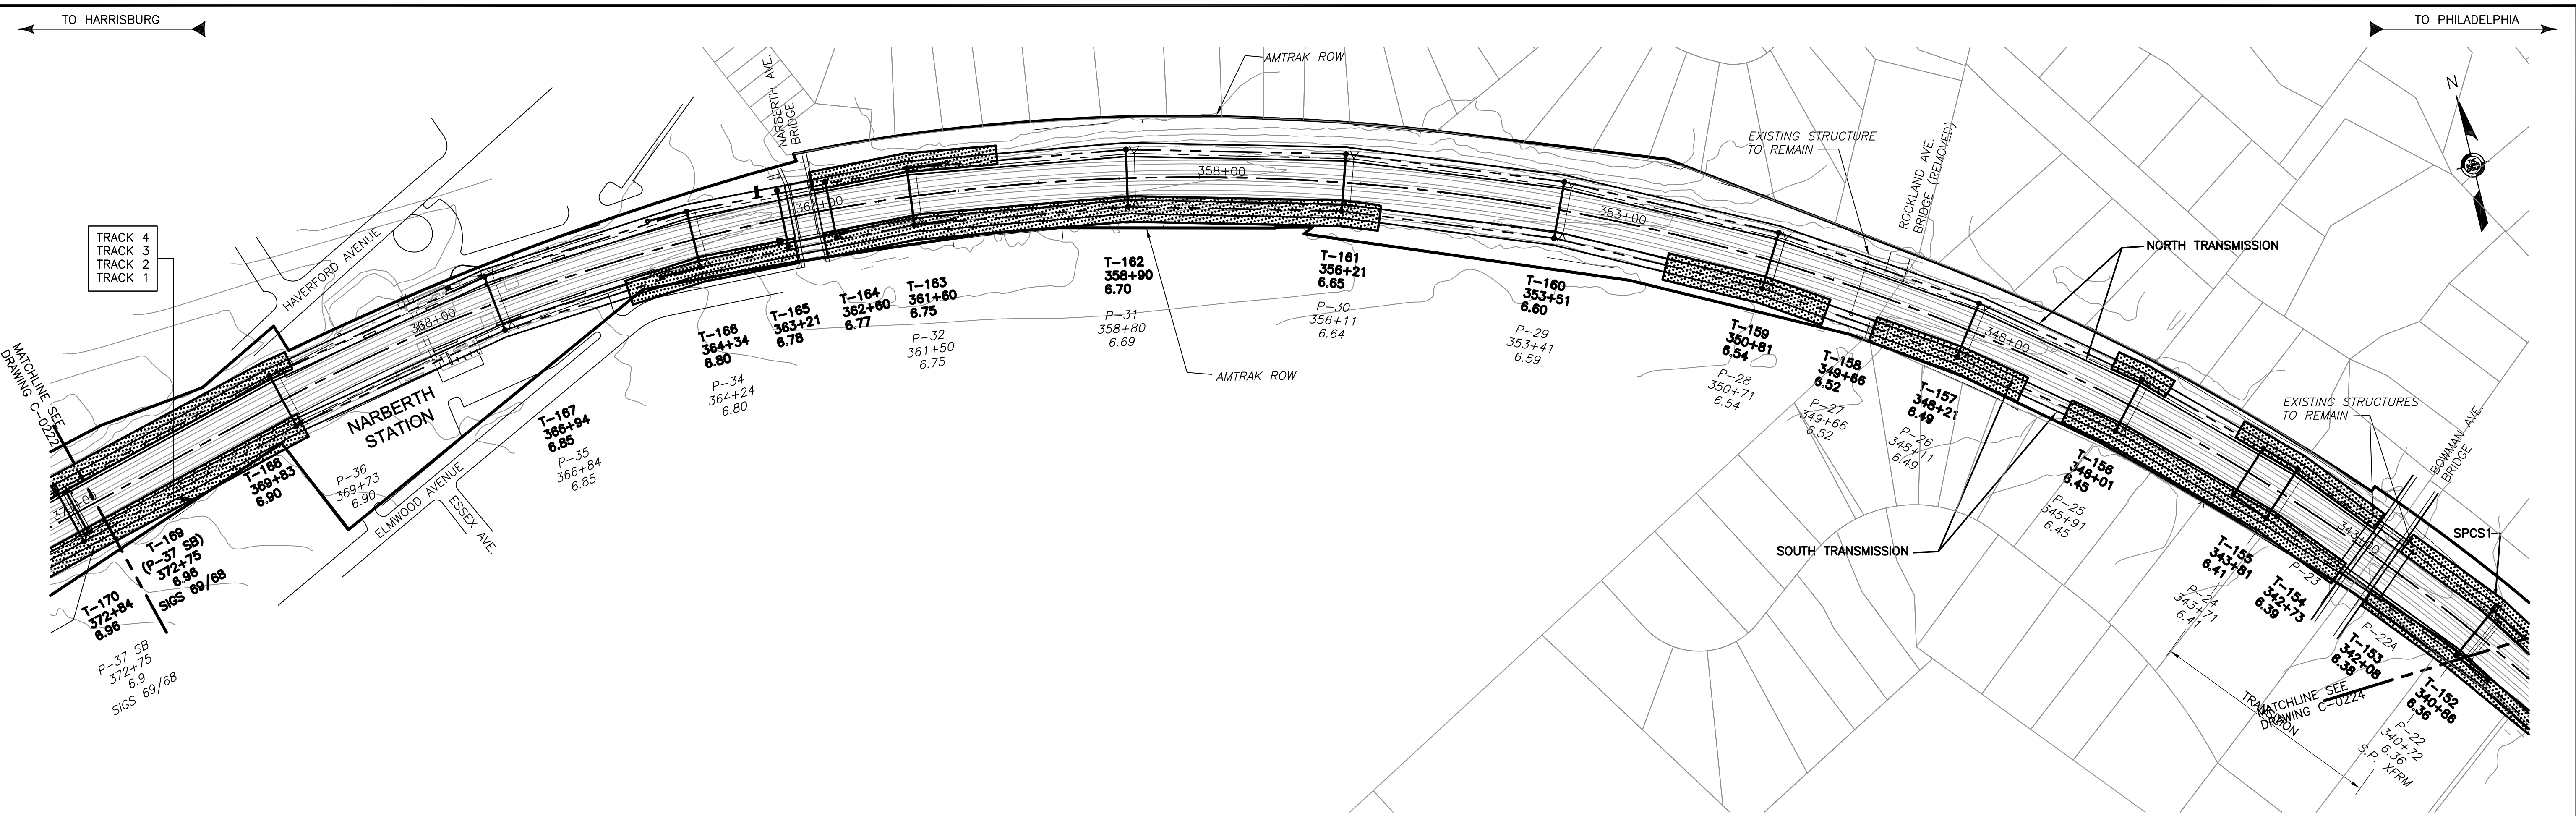 TO HARRISBURG
TO PHILADELPHIA
AMTRAK ROW
N
NARBERTH AVE.
BRIDGE
EXISTING STRUCTURE
TO REMAIN
ROCKLAND AVE.
BRIDGE (REMOVED)
NORTH TRANSMISSION
358+00
353+00
348+00
343+00
368+00
TRACK 4
TRACK 3
TRACK 2
TRACK 1
HAVERFORD AVENUE
MATCHLINE SEE
DRAWING C-0222
NARBERTH
STATION
ELMWOOD AVENUE
ESSEX AVE.
AMTRAK ROW
SOUTH TRANSMISSION
EXISTING STRUCTURES
TO REMAIN
BOWMAN AVE.
BRIDGE
SPCS1
T-170
372+84
6.96
P-37 SB
372+75
6.9
SIGS 69/68
T-169
(P-37 SB)
372+75
6.96
SIGS 69/68
T-168
369+83
6.90
P-36
369+73
6.90
T-167
366+94
6.85
P-35
366+84
6.85
T-166
364+34
6.80
P-34
364+24
6.80
T-165
363+21
6.78
T-164
362+60
6.77
T-163
361+60
6.75
P-32
361+50
6.75
T-162
358+90
6.70
P-31
358+80
6.69
T-161
356+21
6.65
P-30
356+11
6.64
T-160
353+51
6.60
P-29
353+41
6.59
T-159
350+81
6.54
P-28
350+71
6.54
T-158
349+66
6.52
P-27
349+66
6.52
T-157
348+21
6.49
P-26
348+11
6.49
T-156
346+01
6.45
P-25
345+91
6.45
T-155
343+81
6.41
P-24
343+71
6.41
P-23
T-154
342+73
6.39
P-22A
T-153
342+08
6.38
T-152
340+86
6.36
P-22
340+72
6.36
S.P. XFRM
MATCHLINE SEE
DRAWING C-0224